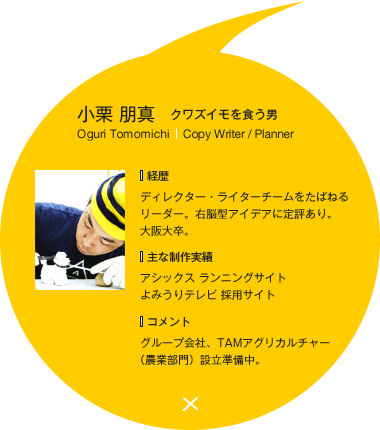 小栗 朋真 クワズイモを食う男
Oguri Tomomichi | Copy Writer / Planner
経歴
ディレクター・ライターチームをたばねる
リーダー。右脳型アイデアに定評あり。
大阪大卒。
主な制作実績
アシックス ランニングサイト
よみうりテレビ 採用サイト
コメント
グループ会社、TAMアグリカルチャー
(農業部門) 設立準備中。